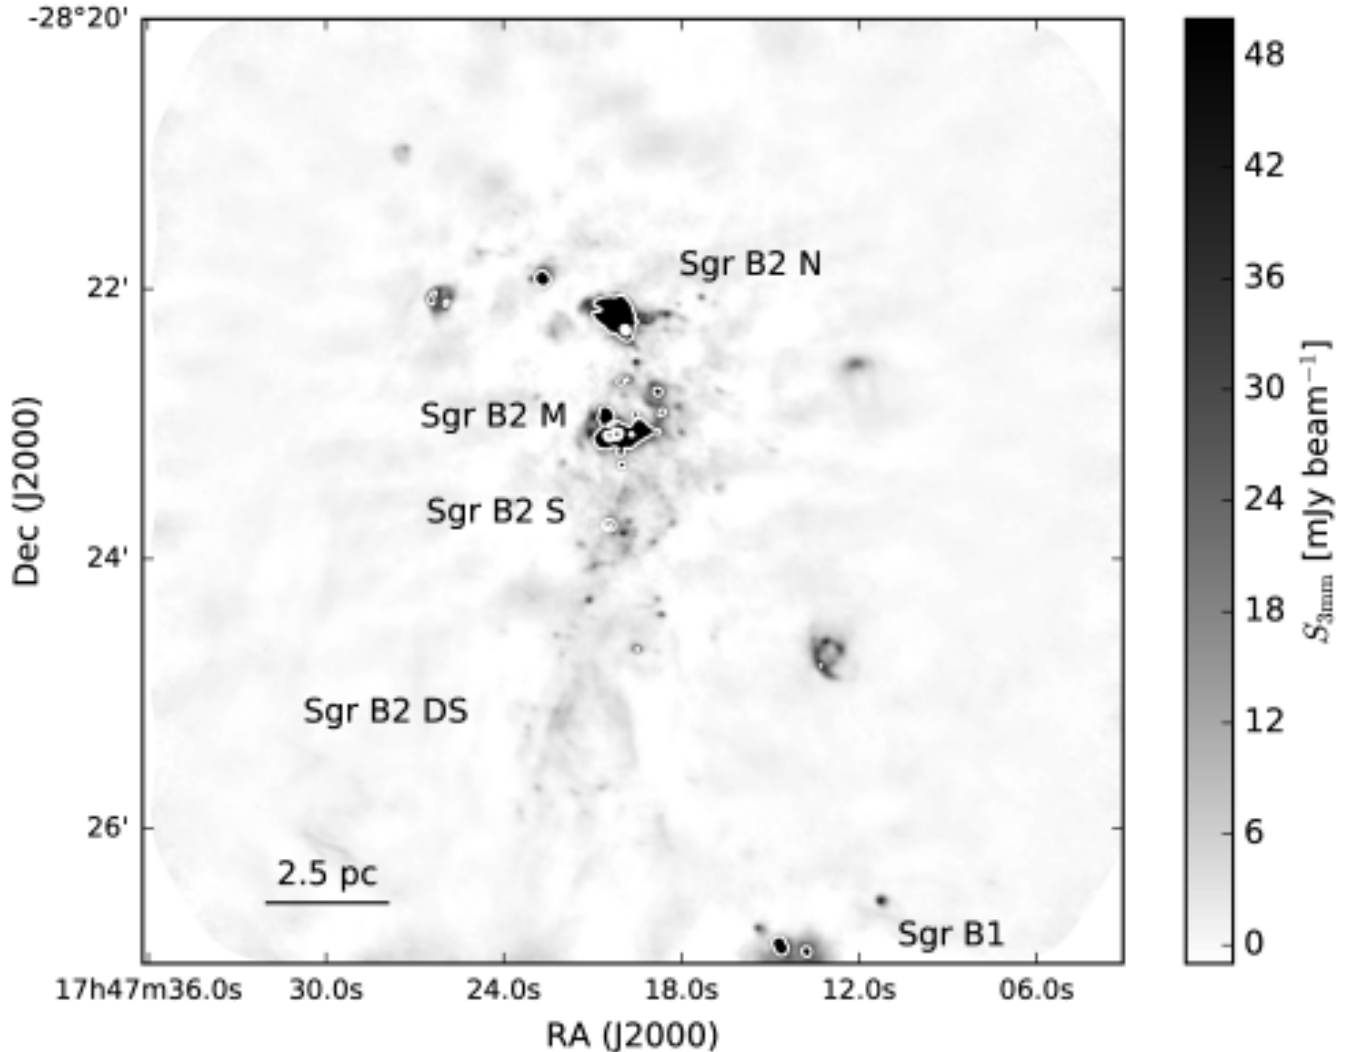 -28°20'
48
42
Sgr B2 N
22'
36
S3mm [mJy beam−1]
30
Sgr B2 M
Dec (J2000)
Sgr B2 S
24
24'
18
Sgr B2 DS
12
26'
6
2.5 pc
Sgr B1
0
17h47m36.0s 30.0s 24.0s 18.0s 12.0s 06.0s
RA (J2000)